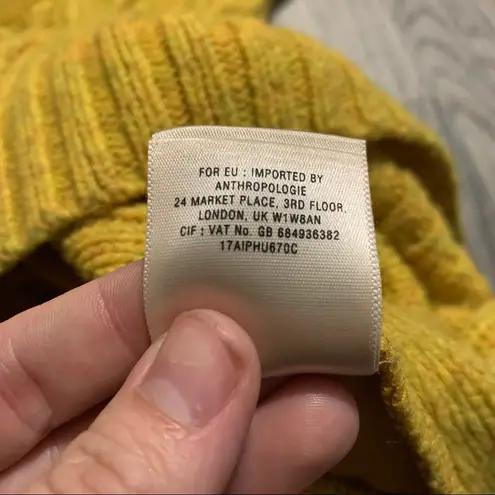 FOR EU : IMPORTED BY
ANTHROPOLOGIE
24 MARKET PLACE, 3RD FLOOR,
LONDON, UK W1W8AN
CIF : VAT No. GB 684936382
17AIPHU670C